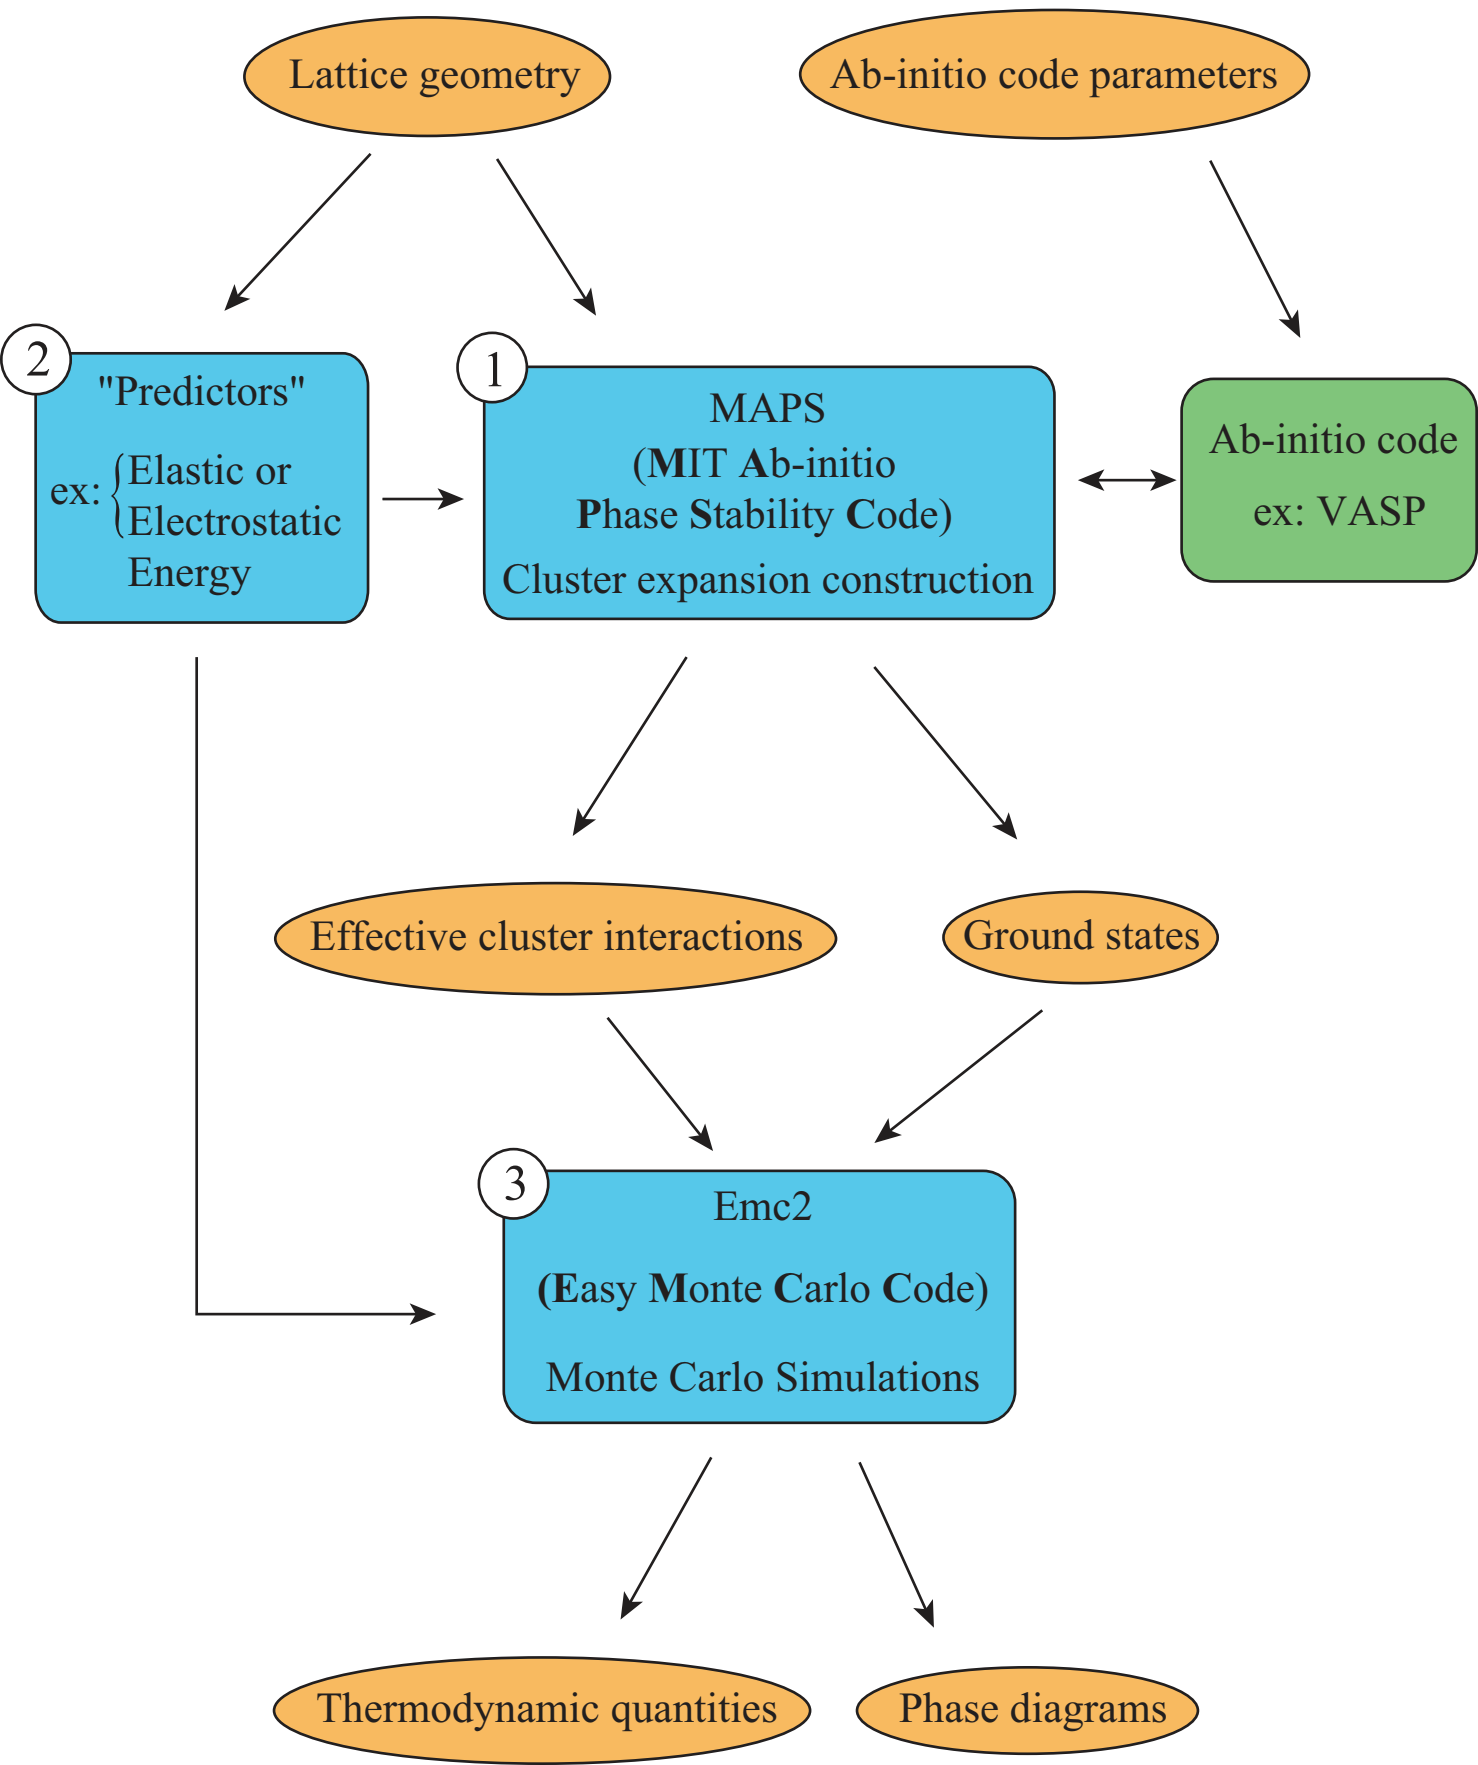 Lattice geometry
Ab-initio code parameters
2
"Predictors"
ex: { Elastic or
Electrostatic
Energy
1
MAPS
(MIT Ab-initio
Phase Stability Code)
Cluster expansion construction
Ab-initio code
ex: VASP
Effective cluster interactions
Ground states
3
Emc2
(Easy Monte Carlo Code)
Monte Carlo Simulations
Thermodynamic quantities
Phase diagrams